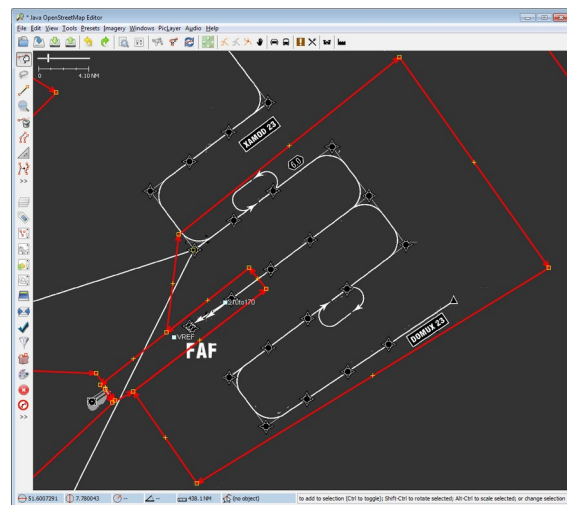 * Java OpenStreetMap Editor
File Edit View Tools Presets Imagery Windows PicLayer Audio Help
0
4.10 NM
XAMOD 23
6.0
VREF
FAF
DOMUX 23
>>
>>
51.6007291
7.780043
--
--
438.1 NM
(no object)
to add to selection (Ctrl to toggle); Shift-Ctrl to rotate selected; Alt-Ctrl to scale selected; or change selection